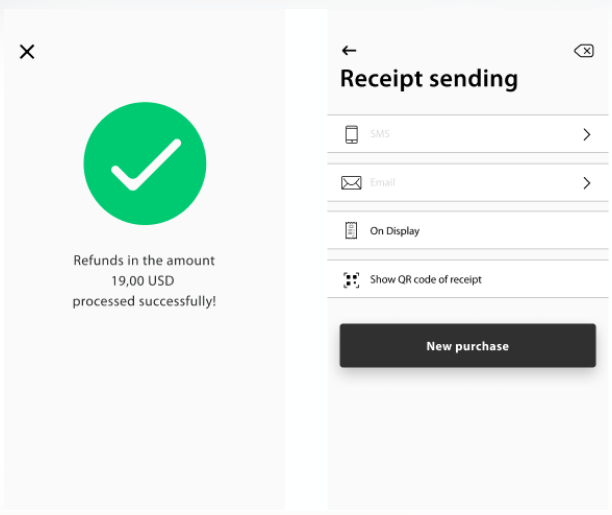 Refunds in the amount
19,00 USD
processed successfully!
Receipt sending
SMS
Email
On Display
Show QR code of receipt
New purchase